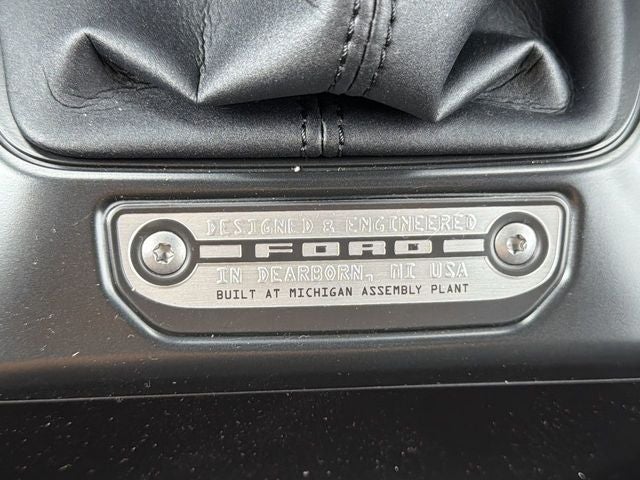 DESIGNED & ENGINEERED
FORD
IN DEARBORN, MI USA
BUILT AT MICHIGAN ASSEMBLY PLANT